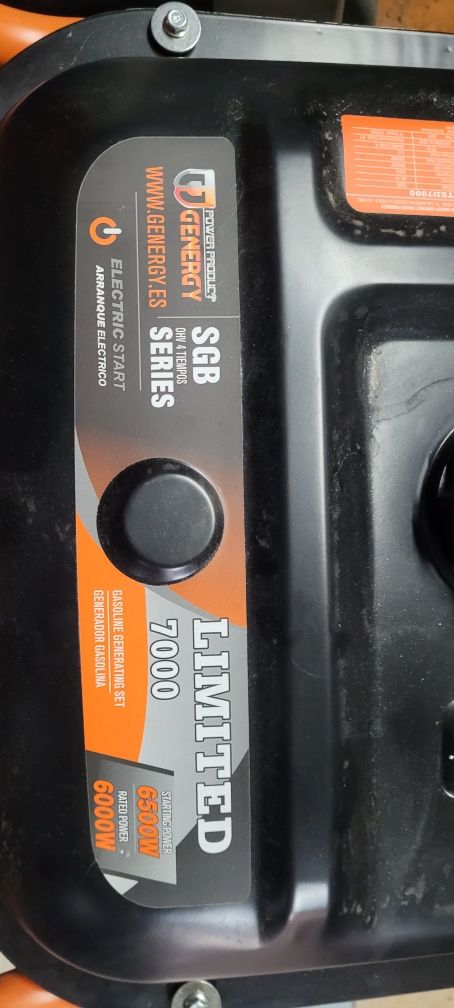 POWER PRODUCT
GENERGY
WWW.GENERGY.ES
ELECTRIC START
ARRANQUE ELECTRICO
SGB
OHV 4 TIEMPOS
SERIES
LIMITED
7000
GASOLINE GENERATING SET
GENERADOR GASOLINA
STARTING POWER
6500W
RATED POWER
6000W